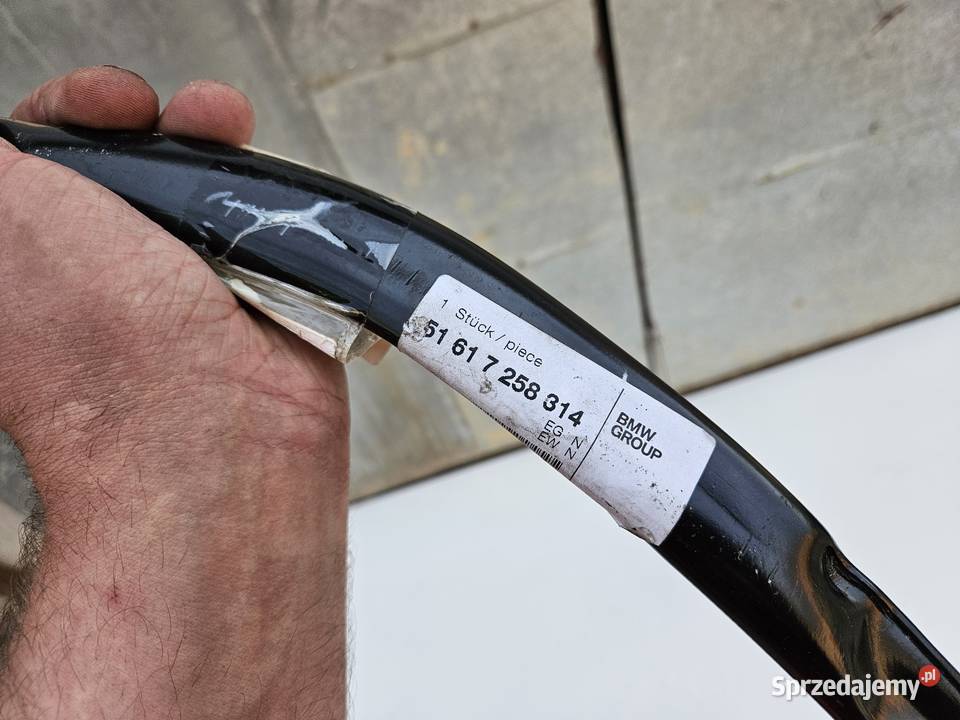 1 Stück / piece
51 61 7 258 314
EG N
EW N
BMW
GROUP
Sprzedajemy.pl